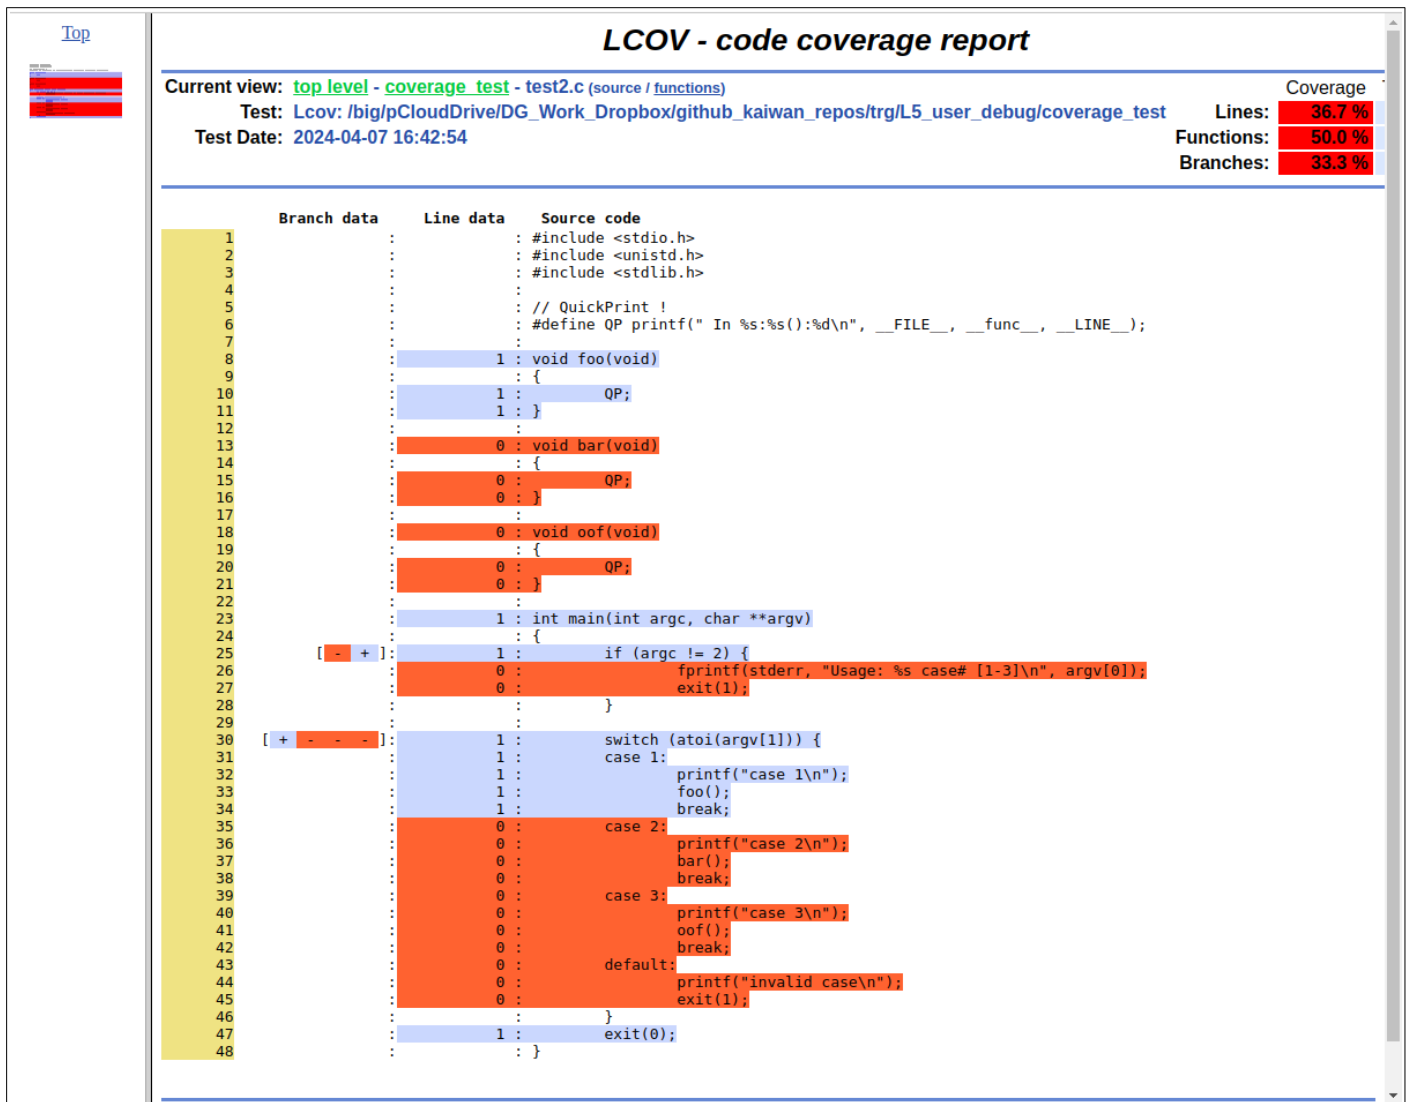 Top
LCOV - code coverage report
Current view: top level - coverage_test - test2.c (source / functions)
Coverage
Test: Lcov: /big/pCloudDrive/DG_Work_Dropbox/github_kaiwan_repos/trg/L5_user_debug/coverage_test
Lines: 36.7 %
Test Date: 2024-04-07 16:42:54
Functions: 50.0 %
Branches: 33.3 %
Branch data Line data Source code
1 : : #include <stdio.h>
2 : : #include <unistd.h>
3 : : #include <stdlib.h>
4 : :
5 : : // QuickPrint !
6 : : #define QP printf(" In %s:%s():%d\n", __FILE__, __func__, __LINE__);
7 : :
8 : 1 : void foo(void)
9 : : {
10 : 1 : QP;
11 : 1 : }
12 : :
13 : 0 : void bar(void)
14 : : {
15 : 0 : QP;
16 : 0 : }
17 : :
18 : 0 : void oof(void)
19 : : {
20 : 0 : QP;
21 : 0 : }
22 : :
23 : 1 : int main(int argc, char **argv)
24 : : {
25 [ - + ]: 1 : if (argc != 2) {
26 : 0 : fprintf(stderr, "Usage: %s case# [1-3]\n", argv[0]);
27 : 0 : exit(1);
28 : : }
29 : :
30 [ + - - - ]: 1 : switch (atoi(argv[1])) {
31 : 1 : case 1:
32 : 1 : printf("case 1\n");
33 : 1 : foo();
34 : 1 : break;
35 : 0 : case 2:
36 : 0 : printf("case 2\n");
37 : 0 : bar();
38 : 0 : break;
39 : 0 : case 3:
40 : 0 : printf("case 3\n");
41 : 0 : oof();
42 : 0 : break;
43 : 0 : default:
44 : 0 : printf("invalid case\n");
45 : 0 : exit(1);
46 : : }
47 : 1 : exit(0);
48 : : }